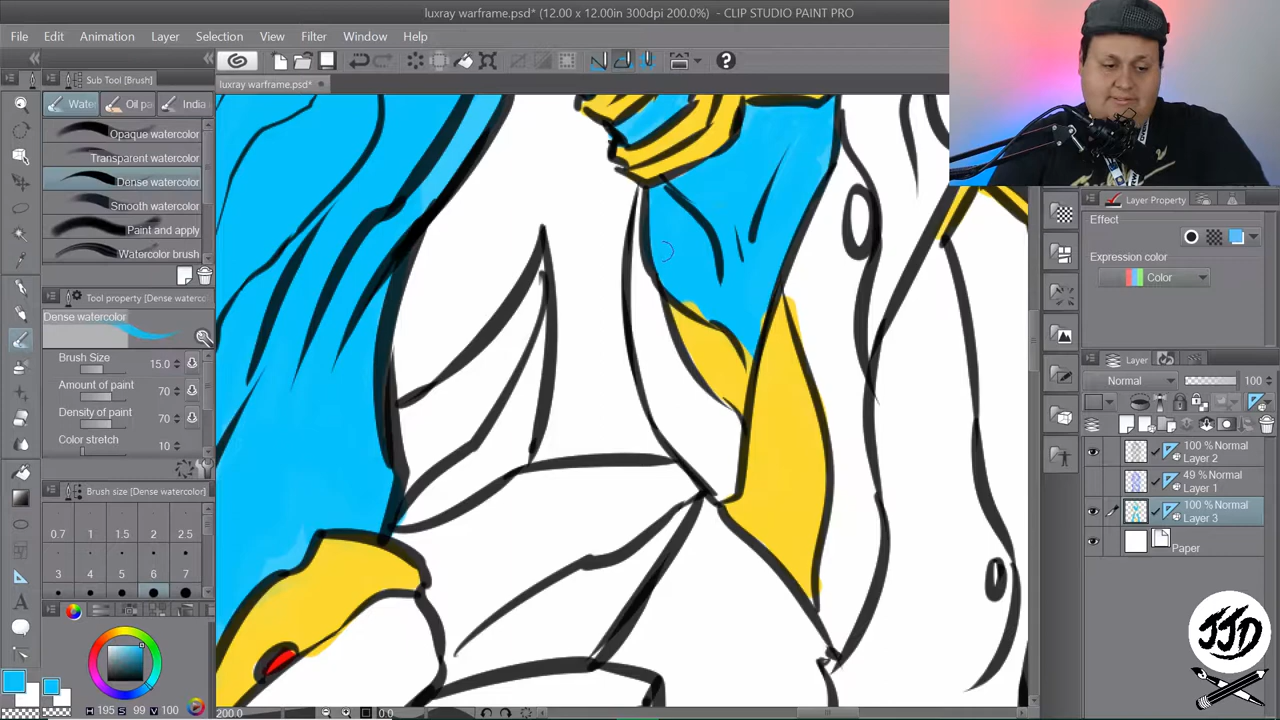 luxray warframe.psd* (12.00 x 12.00in 300dpi 200.0%) - CLIP STUDIO PAINT PRO
File Edit Animation Layer Selection View Filter Window Help
Sub Tool [Brush]
luxray warframe.psd*
Oil pa
India
Opaque watercolor
Transparent watercolor
Dense watercolor
Smooth watercolor
Paint and apply
Watercolor brush
Tool property [Dense waterco
Dense watercolor
Brush Size 15.0
Amount of paint 70
Density of paint 70
Color stretch 10
Brush size [Dense watercolor]
0.7 1 1.5 2 2.5
3 4 5 6 7
H 195 S 99 V 100
200.0 0.0
Layer Property
Effect
Expression color
Color
Layer
Normal 100
100 % Normal
Layer 2
49 % Normal
Layer 1
100 % Normal
Layer 3
Paper
JJD